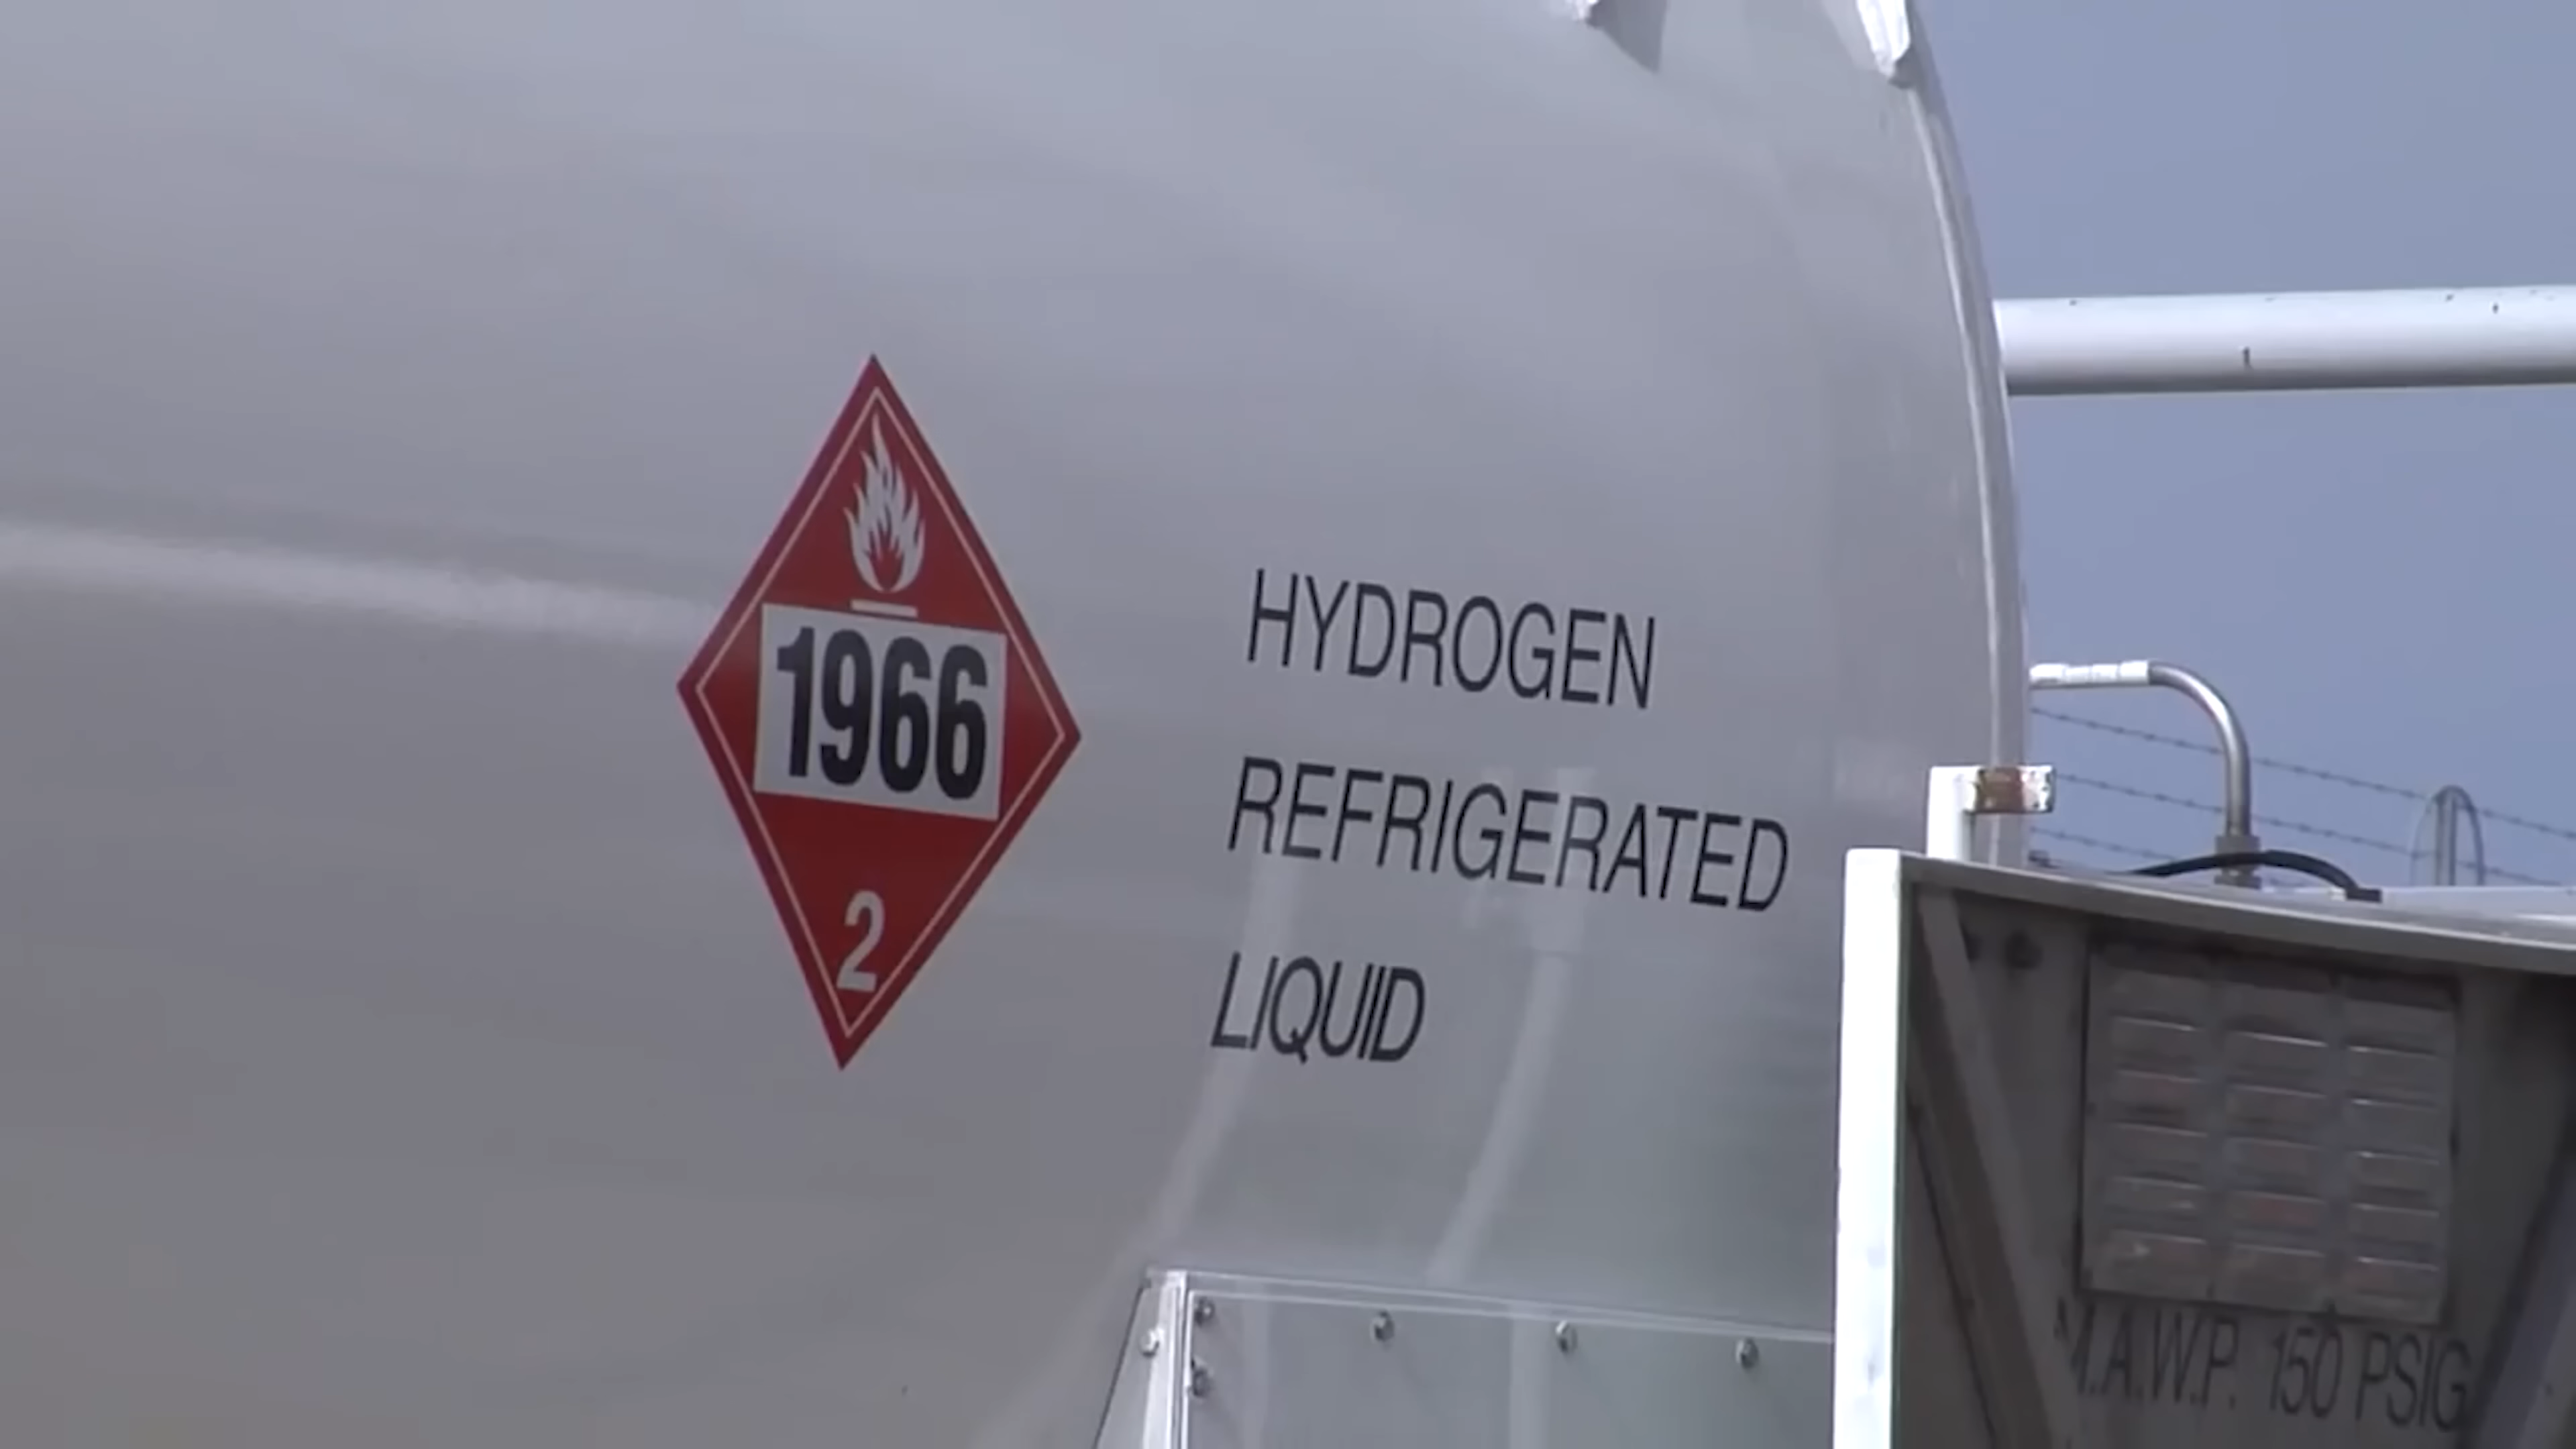 1966
2
HYDROGEN
REFRIGERATED
LIQUID
M.A.W.P. 150 PSIG